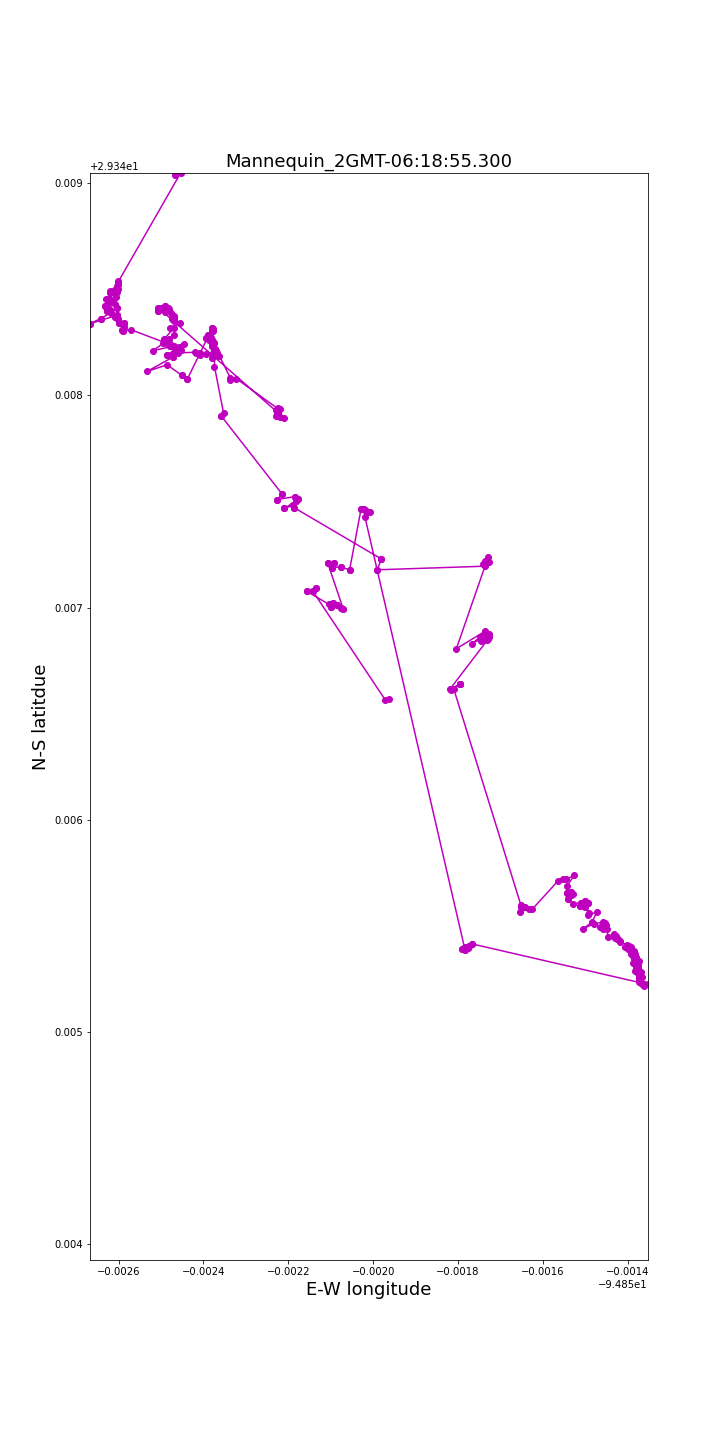 Mannequin_2GMT-06:18:55.300
+2.934e1
0.009
0.008
0.007
0.006
0.005
0.004
N-S latitdue
−0.0026 −0.0024 −0.0022 −0.0020 −0.0018 −0.0016 −0.0014
−9.485e1
E-W longitude